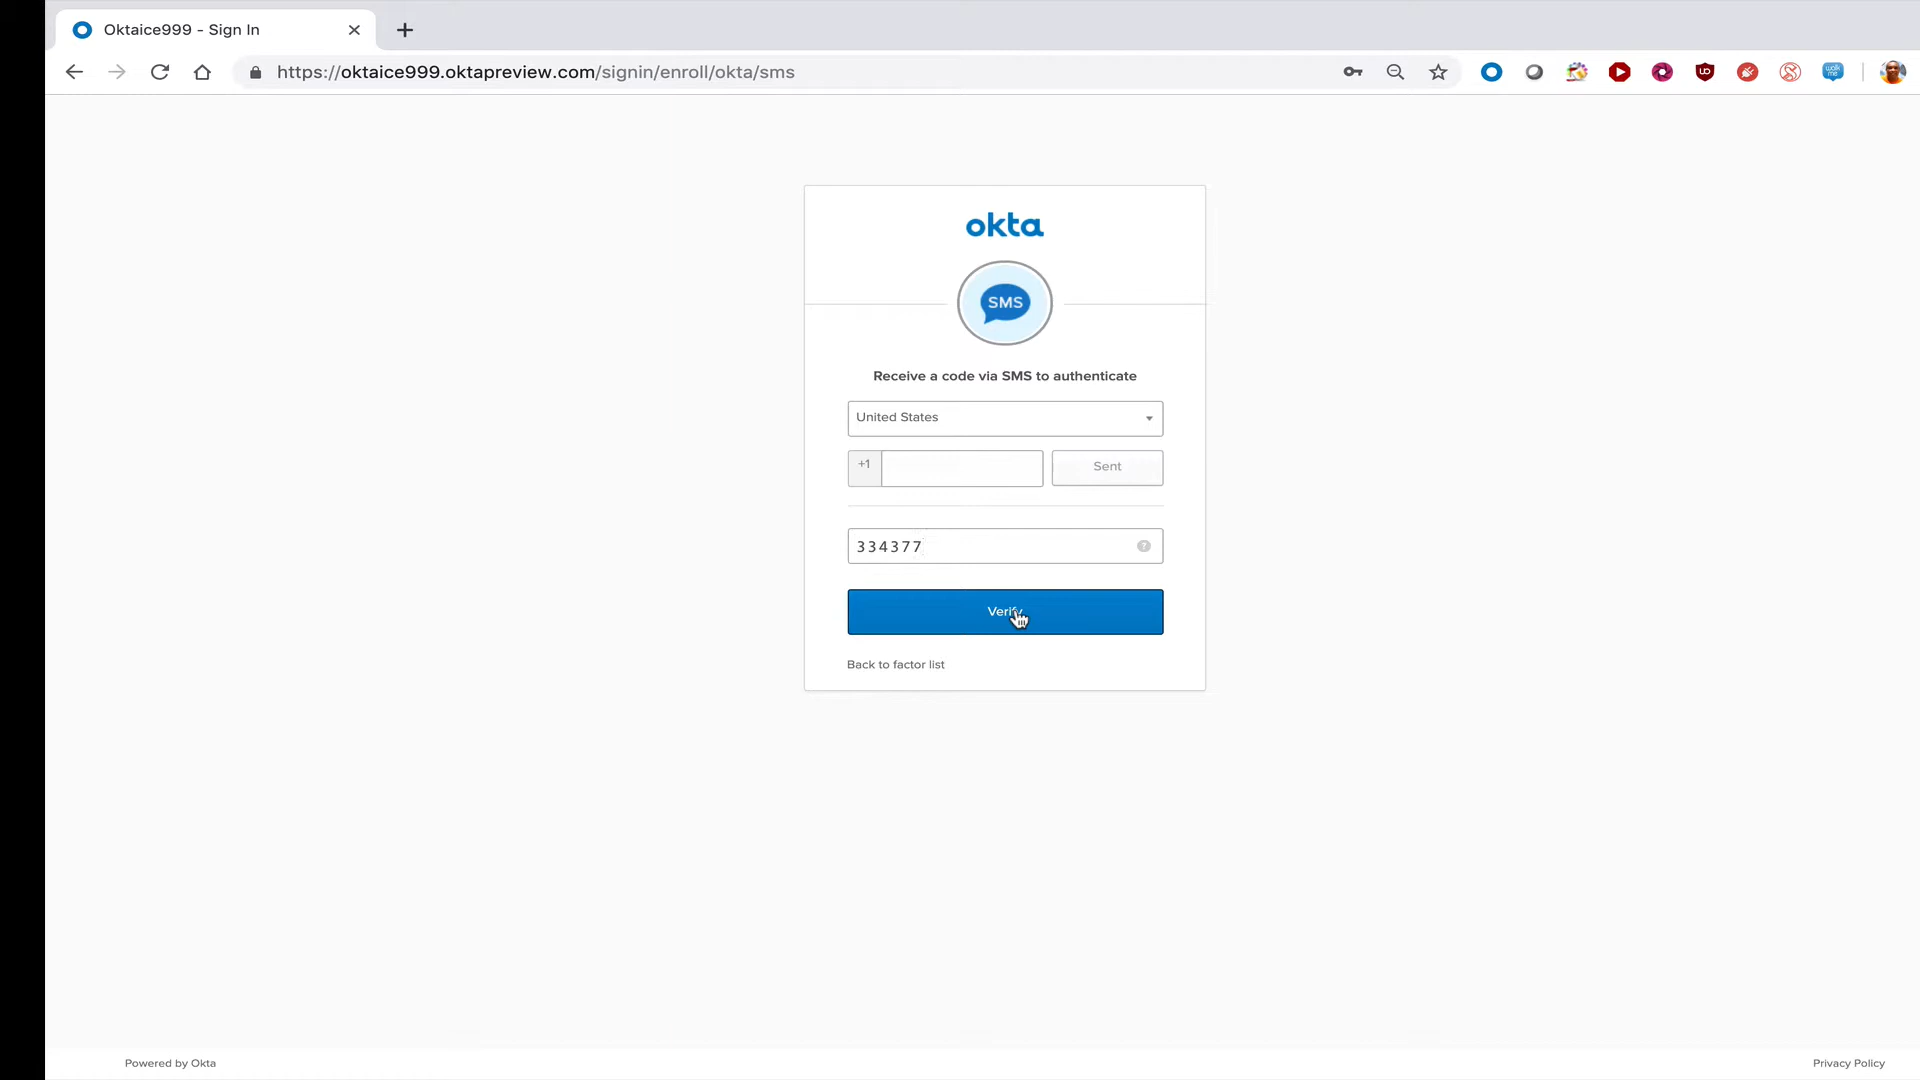 Oktaice999 - Sign In
https://oktaice999.oktapreview.com/signin/enroll/okta/sms
okta
SMS
Receive a code via SMS to authenticate
United States
+1
Sent
334377
Verify
Back to factor list
Powered by Okta
Privacy Policy